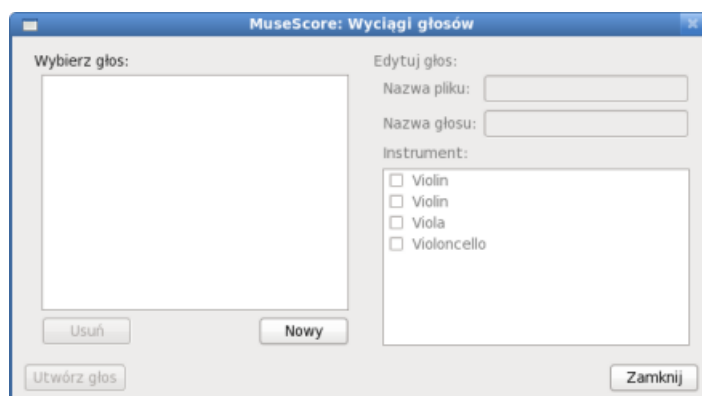 MuseScore: Wyciągi głosów
Wybierz głos:
Usuń
Nowy
Utwórz głos
Edytuj głos:
Nazwa pliku:
Nazwa głosu:
Instrument:
Violin
Violin
Viola
Violoncello
Zamknij